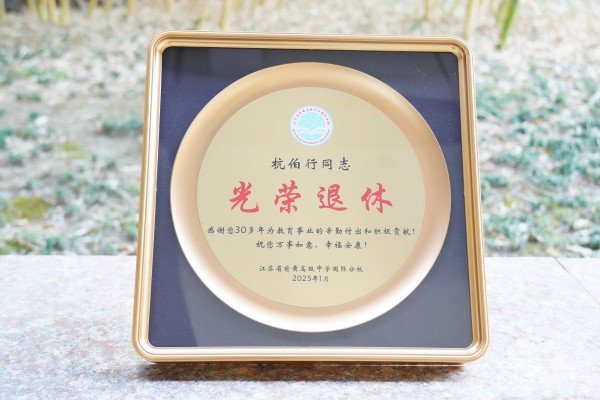 杭伯行同志
光荣退休
感谢您30多年为教育事业的辛勤付出和积极贡献!
祝您万事如意，幸福安康!
江苏省前黄高级中学国际分校
2025年1月